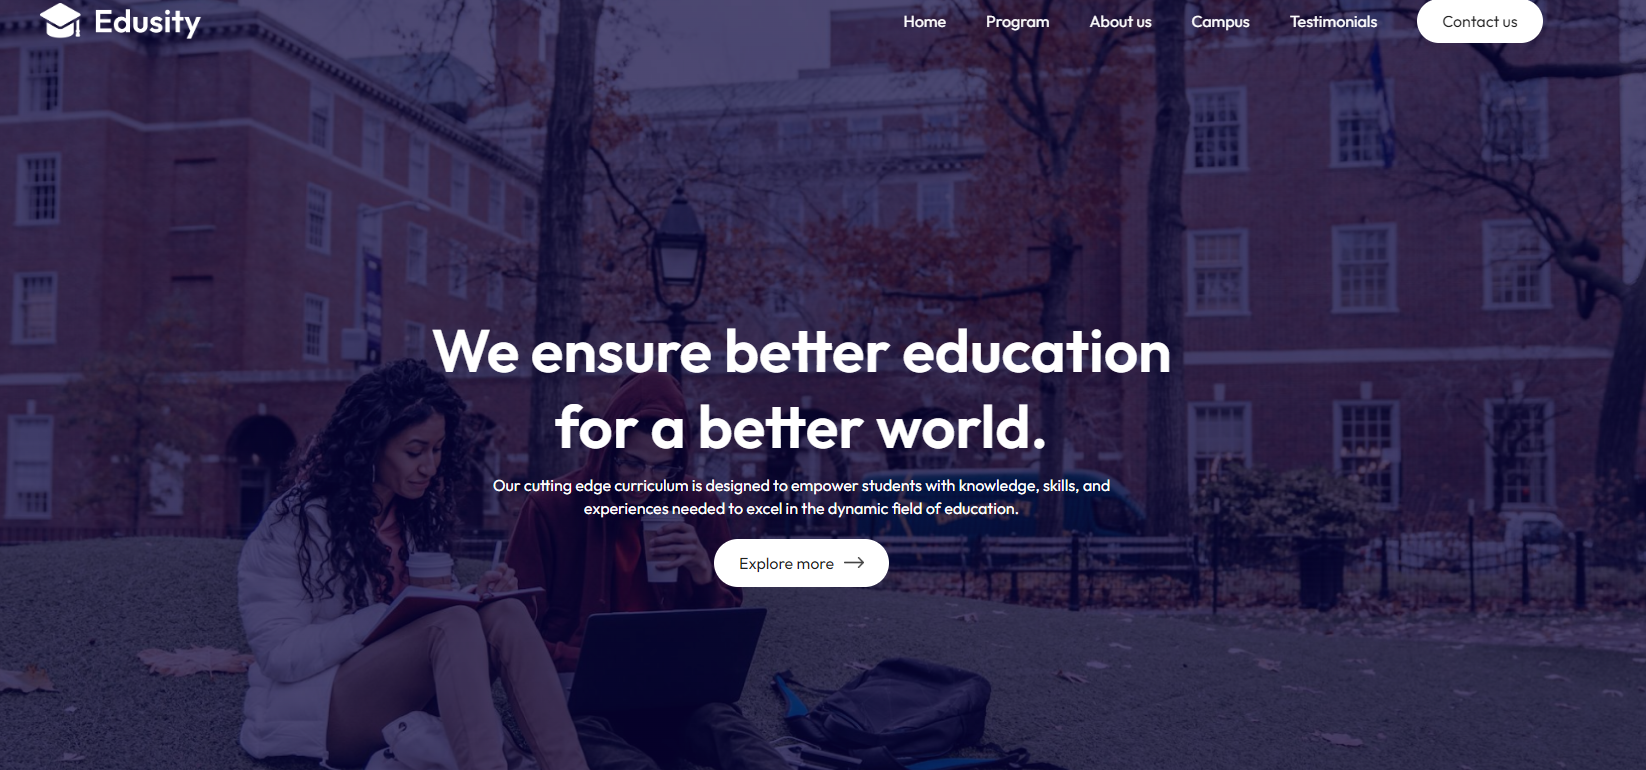 Edusity
Home Program About us Campus Testimonials Contact us
We ensure better education
for a better world.
Our cutting edge curriculum is designed to empower students with knowledge, skills, and
experiences needed to excel in the dynamic field of education.
Explore more